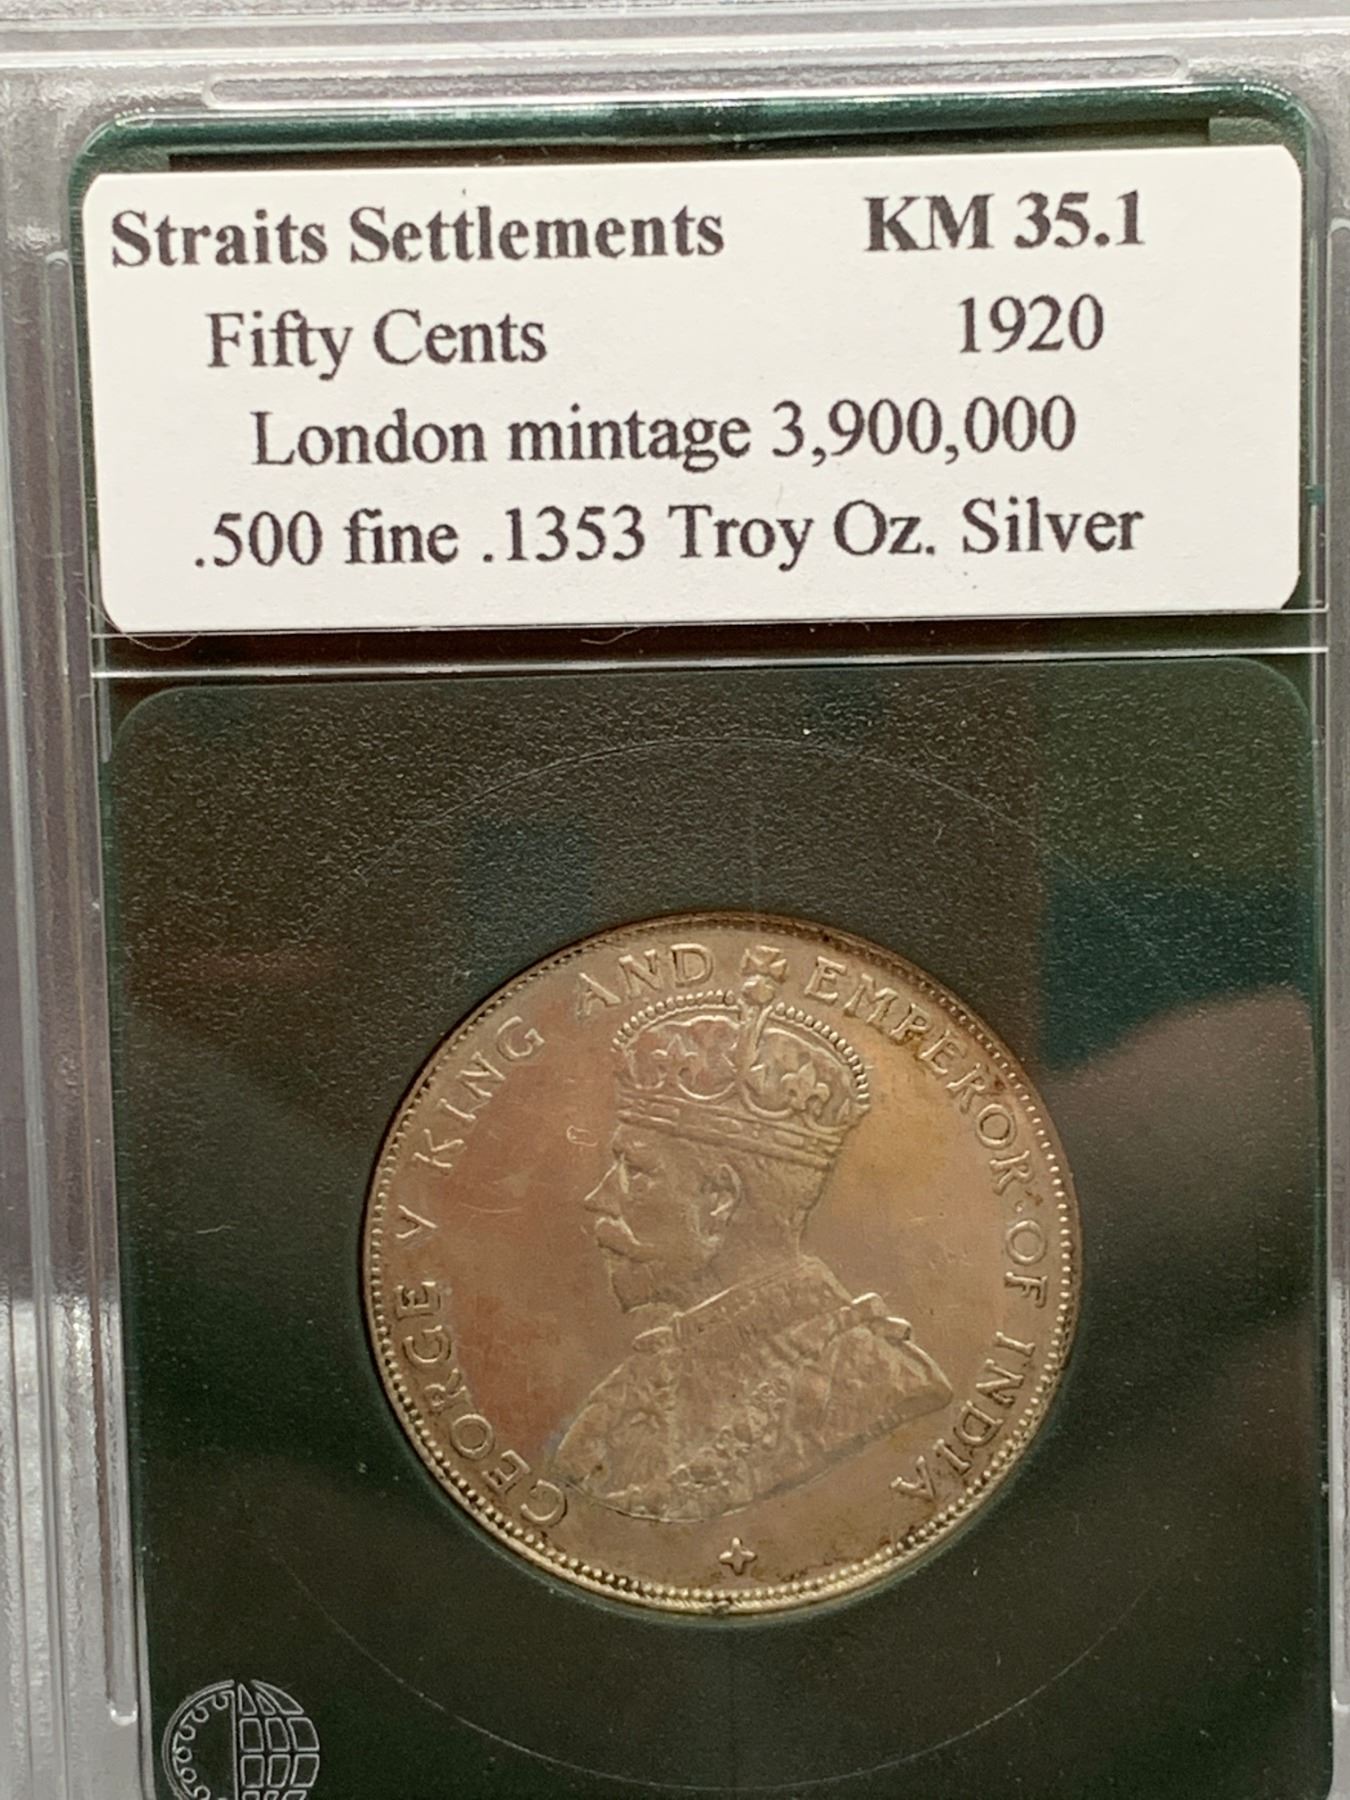 Straits Settlements KM 35.1
Fifty Cents 1920
London mintage 3,900,000
.500 fine .1353 Troy Oz. Silver
GEORGE V KING AND EMPEROR OF INDIA